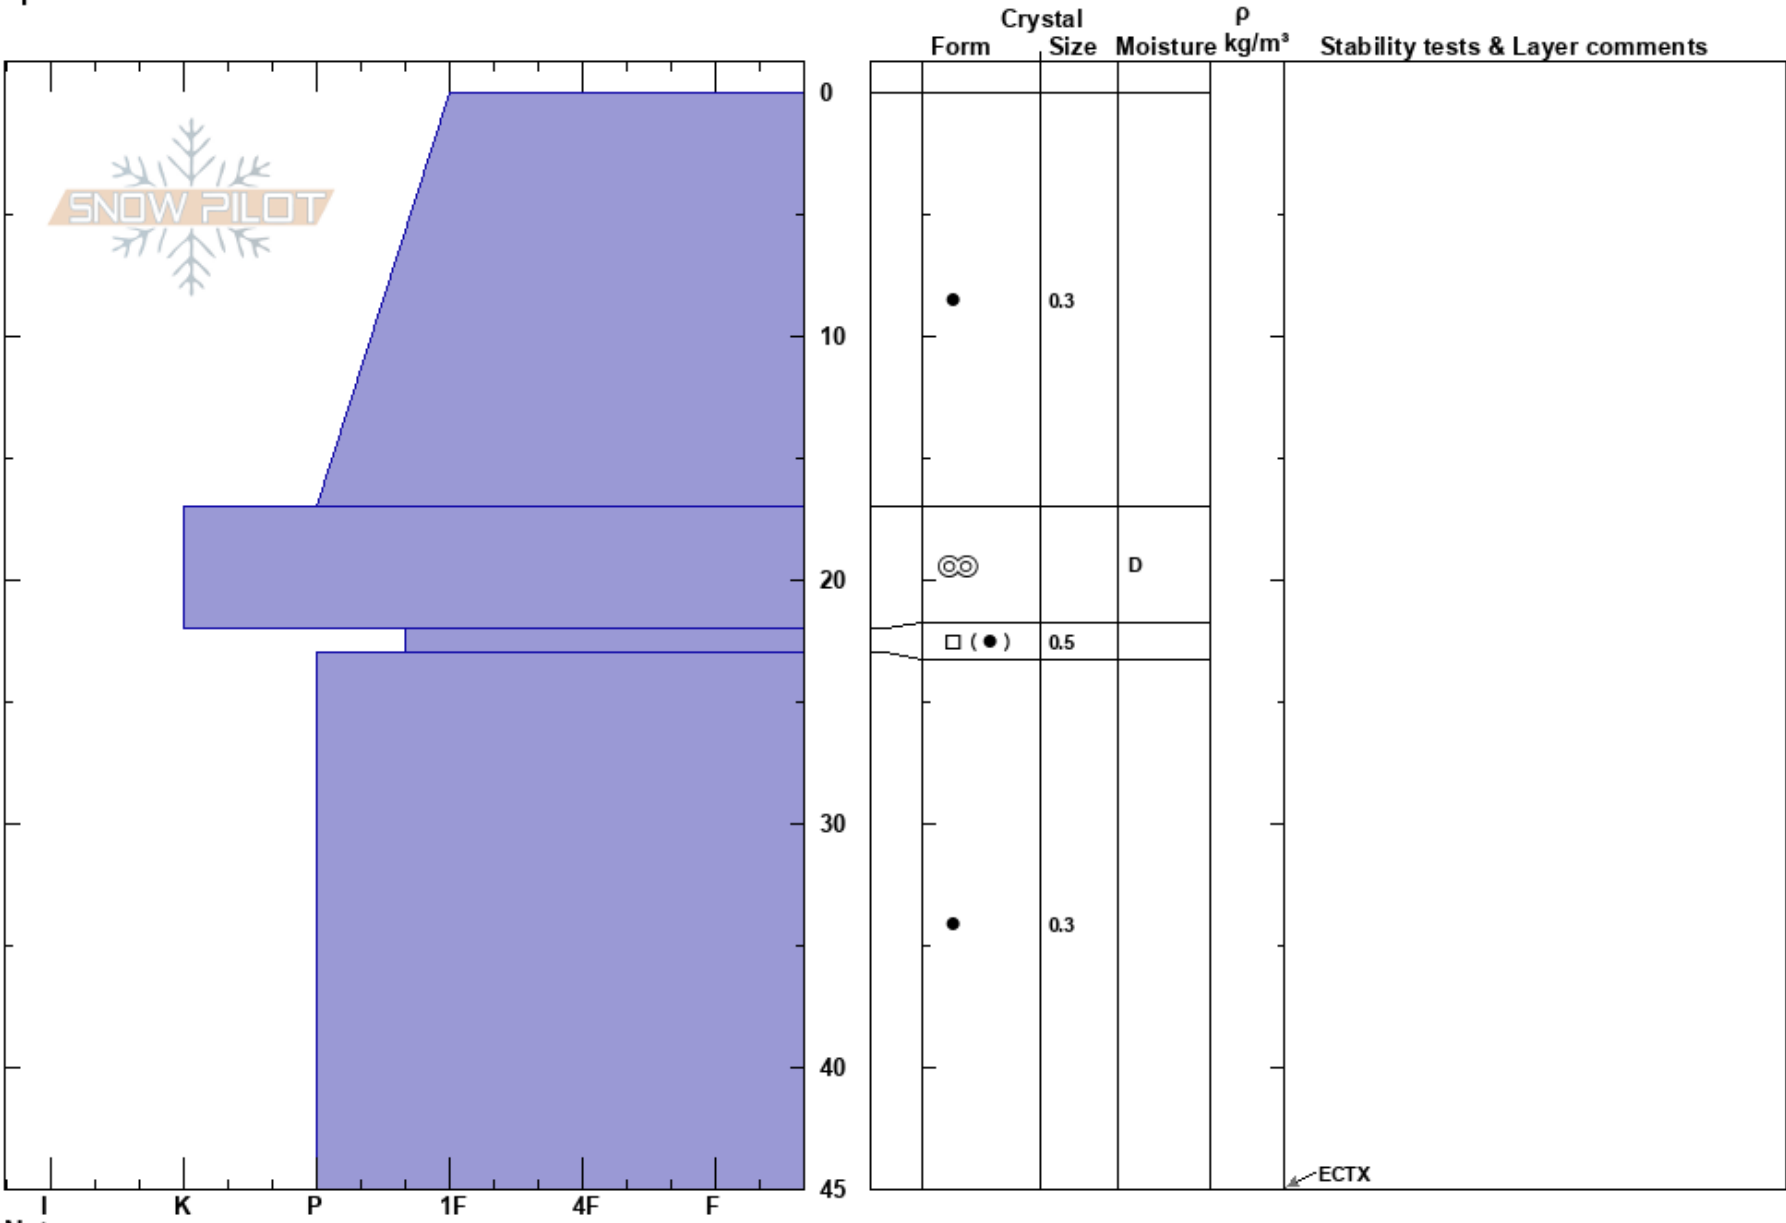 Crystal ρ
Form Size Moisture kg/m³ Stability tests & Layer comments
0
SNOW PILOT
● 0.3
10
D
20
□ (●) 0.5
30
● 0.3
40
ECTX
45
I K P 1F 4F F